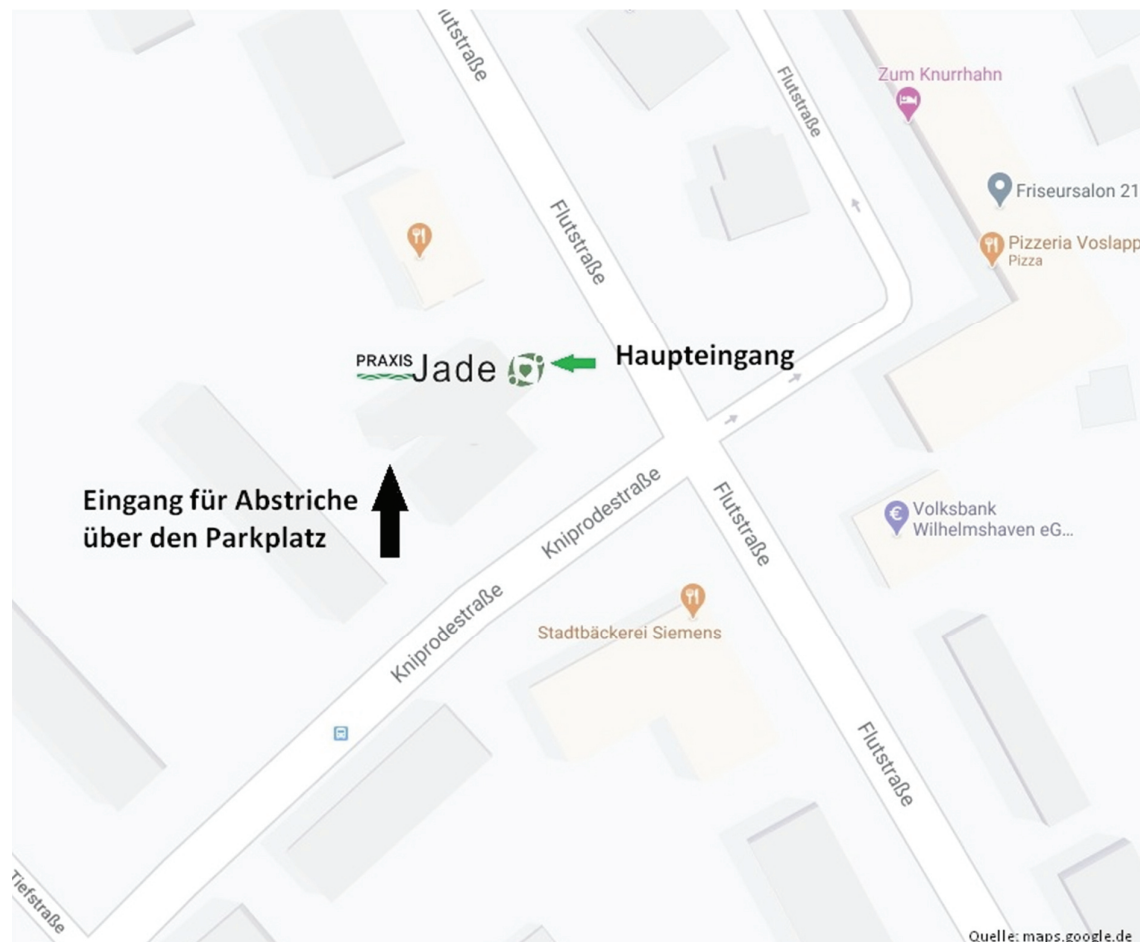 lutstraße
Flutstraße
Zum Knurrhahn
Friseursalon 21
Flutstraße
Pizzeria Voslapp
Pizza
PRAXIS
Jade
Haupteingang
Eingang für Abstriche
über den Parkplatz
Kniprodestraße
Flutstraße
Volksbank
Wilhelmshaven eG...
Kniprodestraße
Stadtbäckerei Siemens
Flutstraße
Tiefstraße
Quelle: maps.google.de